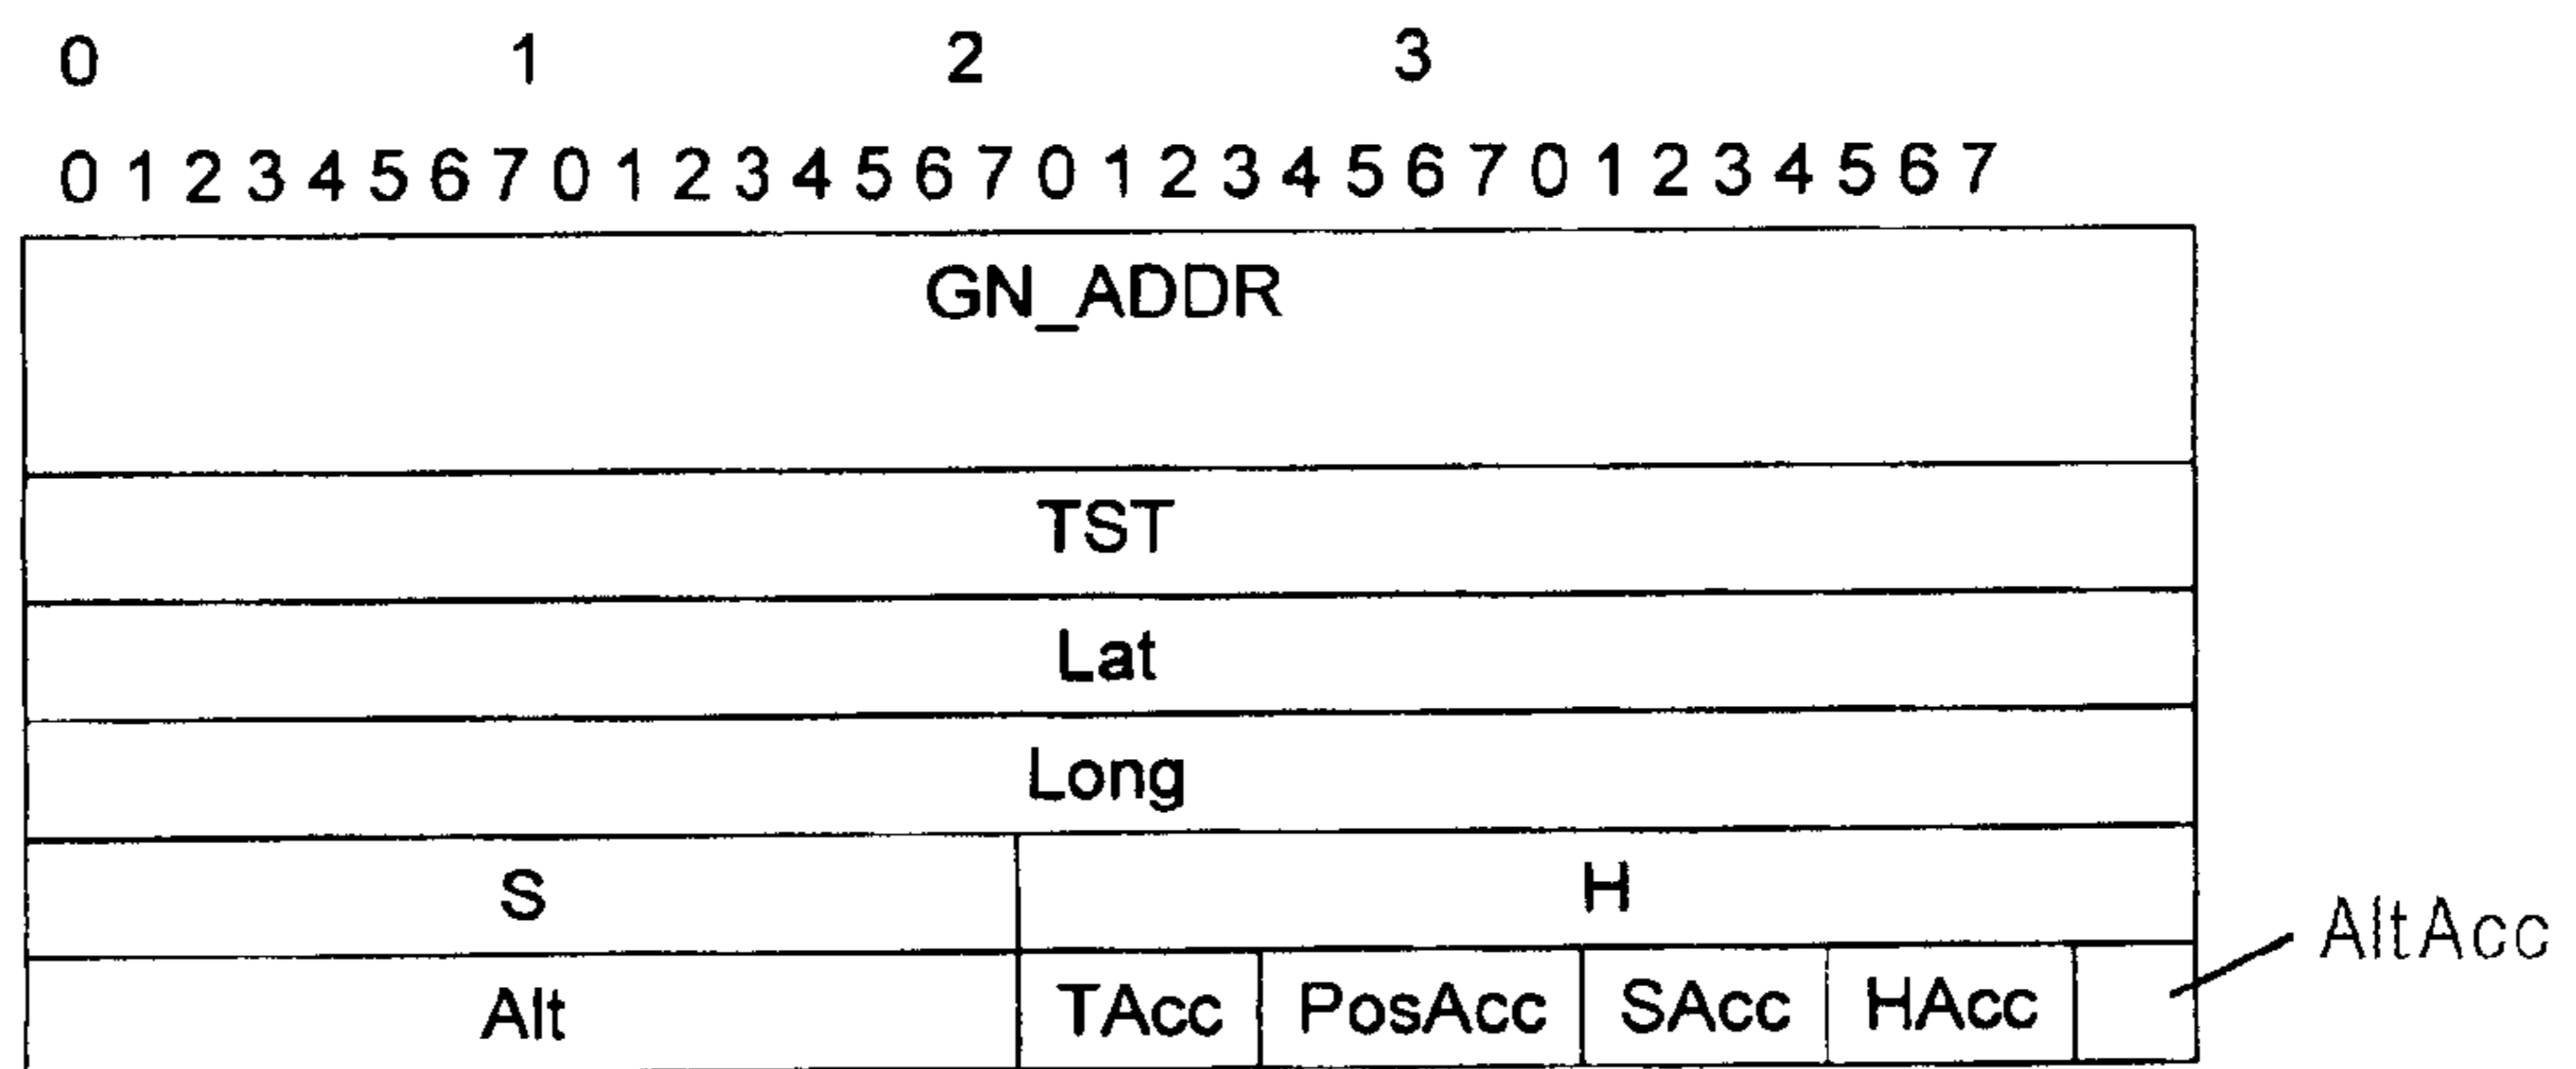 0 1 2 3
0 1 2 3 4 5 6 7 0 1 2 3 4 5 6 7 0 1 2 3 4 5 6 7 0 1 2 3 4 5 6 7
GN_ADDR
TST
Lat
Long
S H
AltAcc
Alt TAcc PosAcc SAcc HAcc